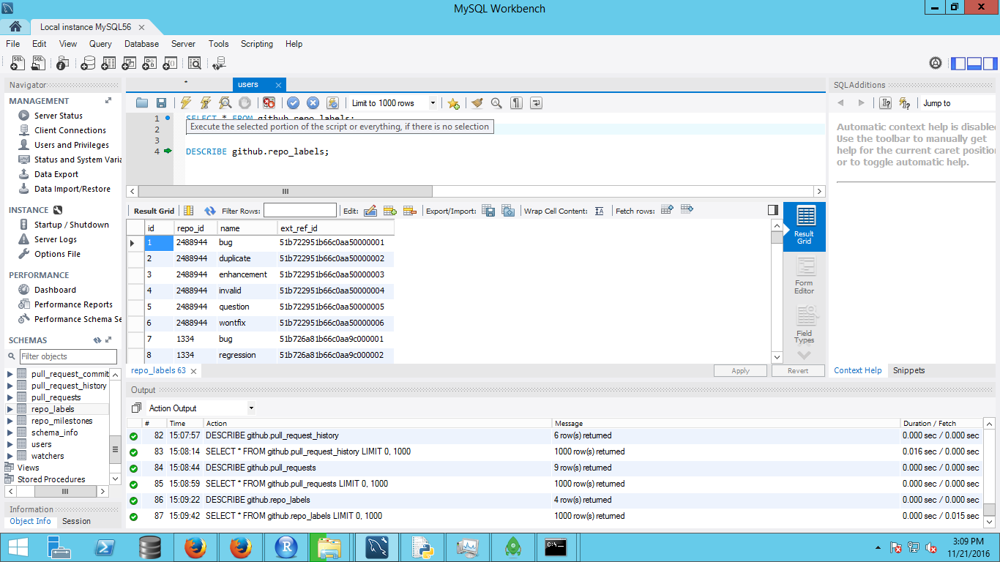 MySQL Workbench
Local instance MySQL56
File Edit View Query Database Server Tools Scripting Help
Navigator
MANAGEMENT
Server Status
Client Connections
Users and Privileges
Status and System Varia
Data Export
Data Import/Restore
INSTANCE
Startup / Shutdown
Server Logs
Options File
PERFORMANCE
Dashboard
Performance Reports
Performance Schema Se
SCHEMAS
Filter objects
pull_request_commit
pull_request_history
pull_requests
repo_labels
repo_milestones
schema_info
users
watchers
Views
Stored Procedures
Information
Object Info Session
users
Limit to 1000 rows
1 SELECT * FROM github.repo_labels;
Execute the selected portion of the script or everything, if there is no selection
2
3
4 DESCRIBE github.repo_labels;
Result Grid Filter Rows: Edit: Export/Import: Wrap Cell Content: Fetch rows:
id repo_id name ext_ref_id
1 2488944 bug 51b722951b66c0aa50000001
2 2488944 duplicate 51b722951b66c0aa50000002
3 2488944 enhancement 51b722951b66c0aa50000003
4 2488944 invalid 51b722951b66c0aa50000004
5 2488944 question 51b722951b66c0aa50000005
6 2488944 wontfix 51b722951b66c0aa50000006
7 1334 bug 51b726a81b66c0aa9c000001
8 1334 regression 51b726a81b66c0aa9c000002
Result
Grid
Form
Editor
Field
Types
repo_labels 63
Apply Revert
SQLAdditions
Jump to
Automatic context help is disable
Use the toolbar to manually get
help for the current caret position
or to toggle automatic help.
Context Help Snippets
Output
Action Output
# Time Action Message Duration / Fetch
82 15:07:57 DESCRIBE github.pull_request_history 6 row(s) returned 0.000 sec / 0.000 sec
83 15:08:14 SELECT * FROM github.pull_request_history LIMIT 0, 1000 1000 row(s) returned 0.016 sec / 0.000 sec
84 15:08:44 DESCRIBE github.pull_requests 9 row(s) returned 0.000 sec / 0.000 sec
85 15:08:59 SELECT * FROM github.pull_requests LIMIT 0, 1000 1000 row(s) returned 0.000 sec / 0.000 sec
86 15:09:22 DESCRIBE github.repo_labels 4 row(s) returned 0.000 sec / 0.000 sec
87 15:09:42 SELECT * FROM github.repo_labels LIMIT 0, 1000 1000 row(s) returned 0.000 sec / 0.015 sec
3:09 PM
11/21/2016